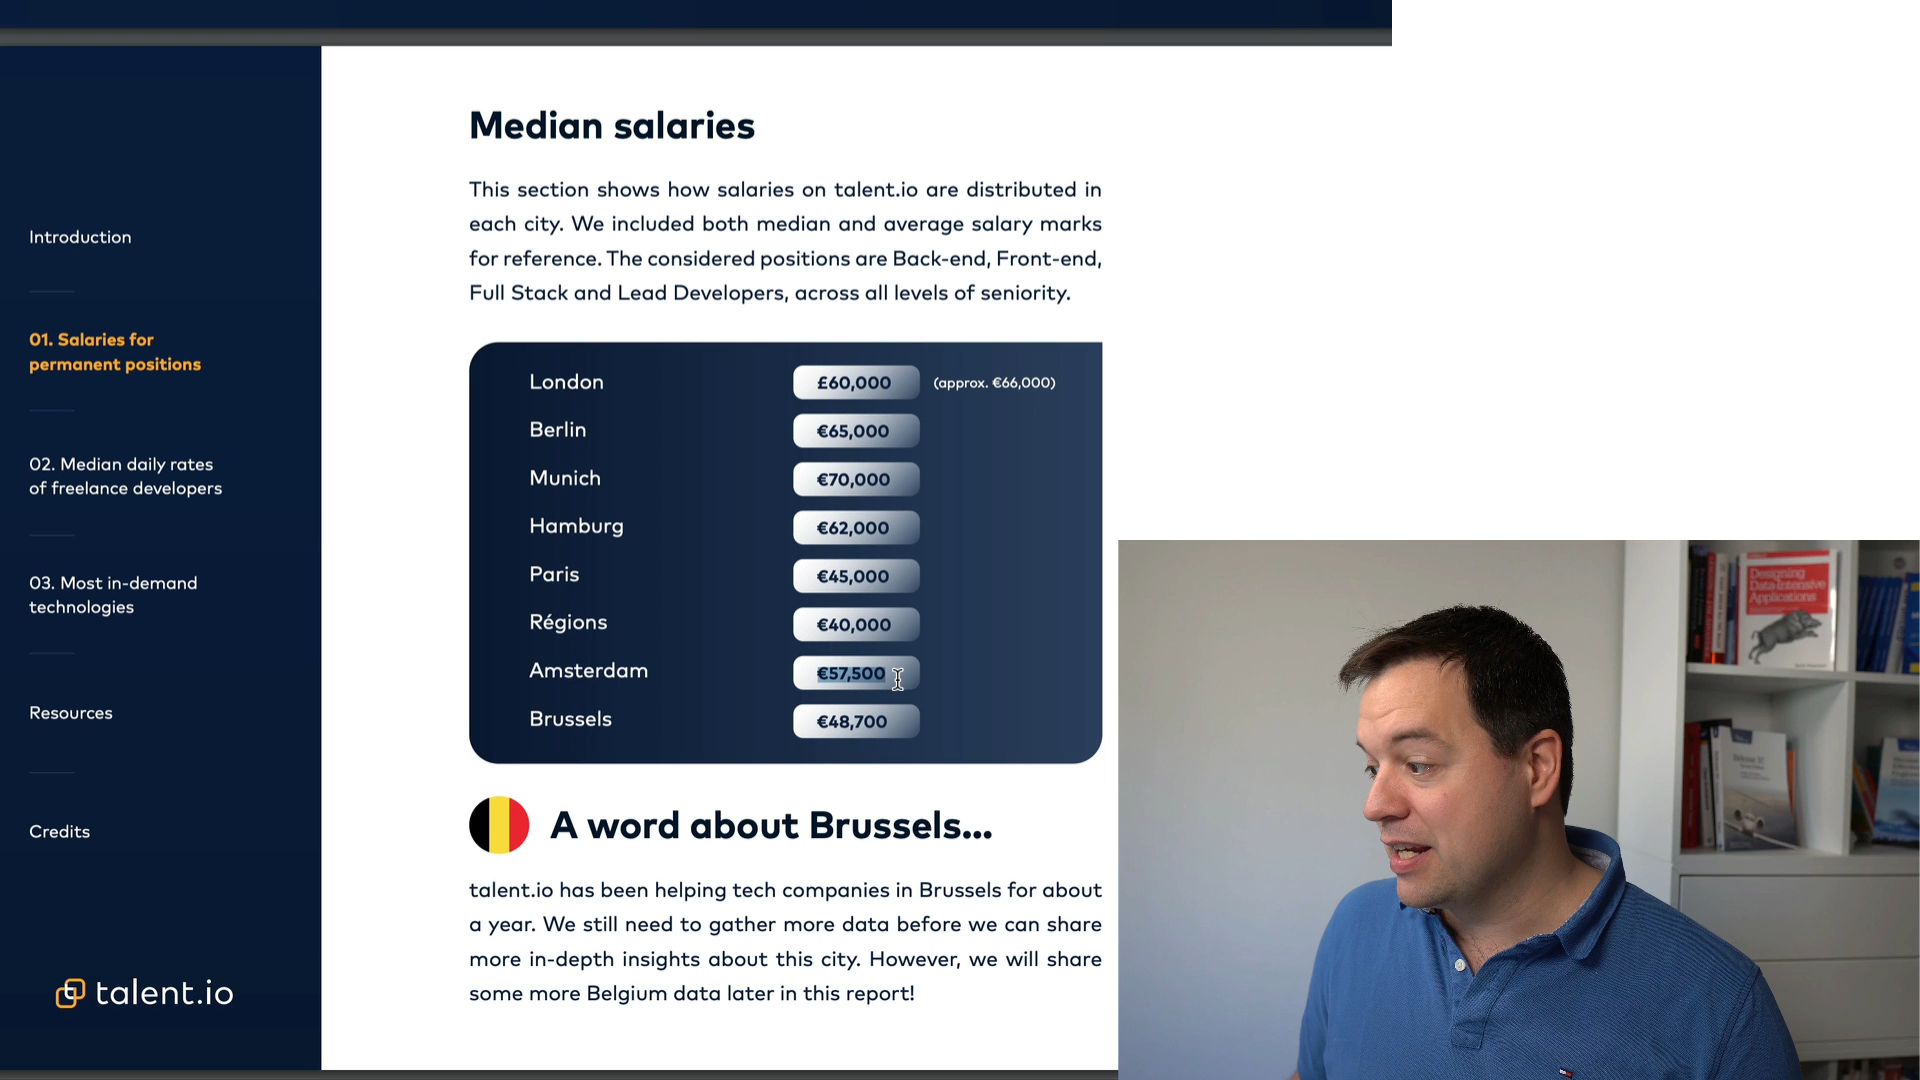 Introduction
01. Salaries for
permanent positions
02. Median daily rates
of freelance developers
03. Most in-demand
technologies
Resources
Credits
talent.io
Median salaries
This section shows how salaries on talent.io are distributed in
each city. We included both median and average salary marks
for reference. The considered positions are Back-end, Front-end,
Full Stack and Lead Developers, across all levels of seniority.
London £60,000 (approx. €66,000)
Berlin €65,000
Munich €70,000
Hamburg €62,000
Paris €45,000
Régions €40,000
Amsterdam €57,500
Brussels €48,700
A word about Brussels...
talent.io has been helping tech companies in Brussels for about
a year. We still need to gather more data before we can share
more in-depth insights about this city. However, we will share
some more Belgium data later in this report!
Designing
Data-Intensive
Applications